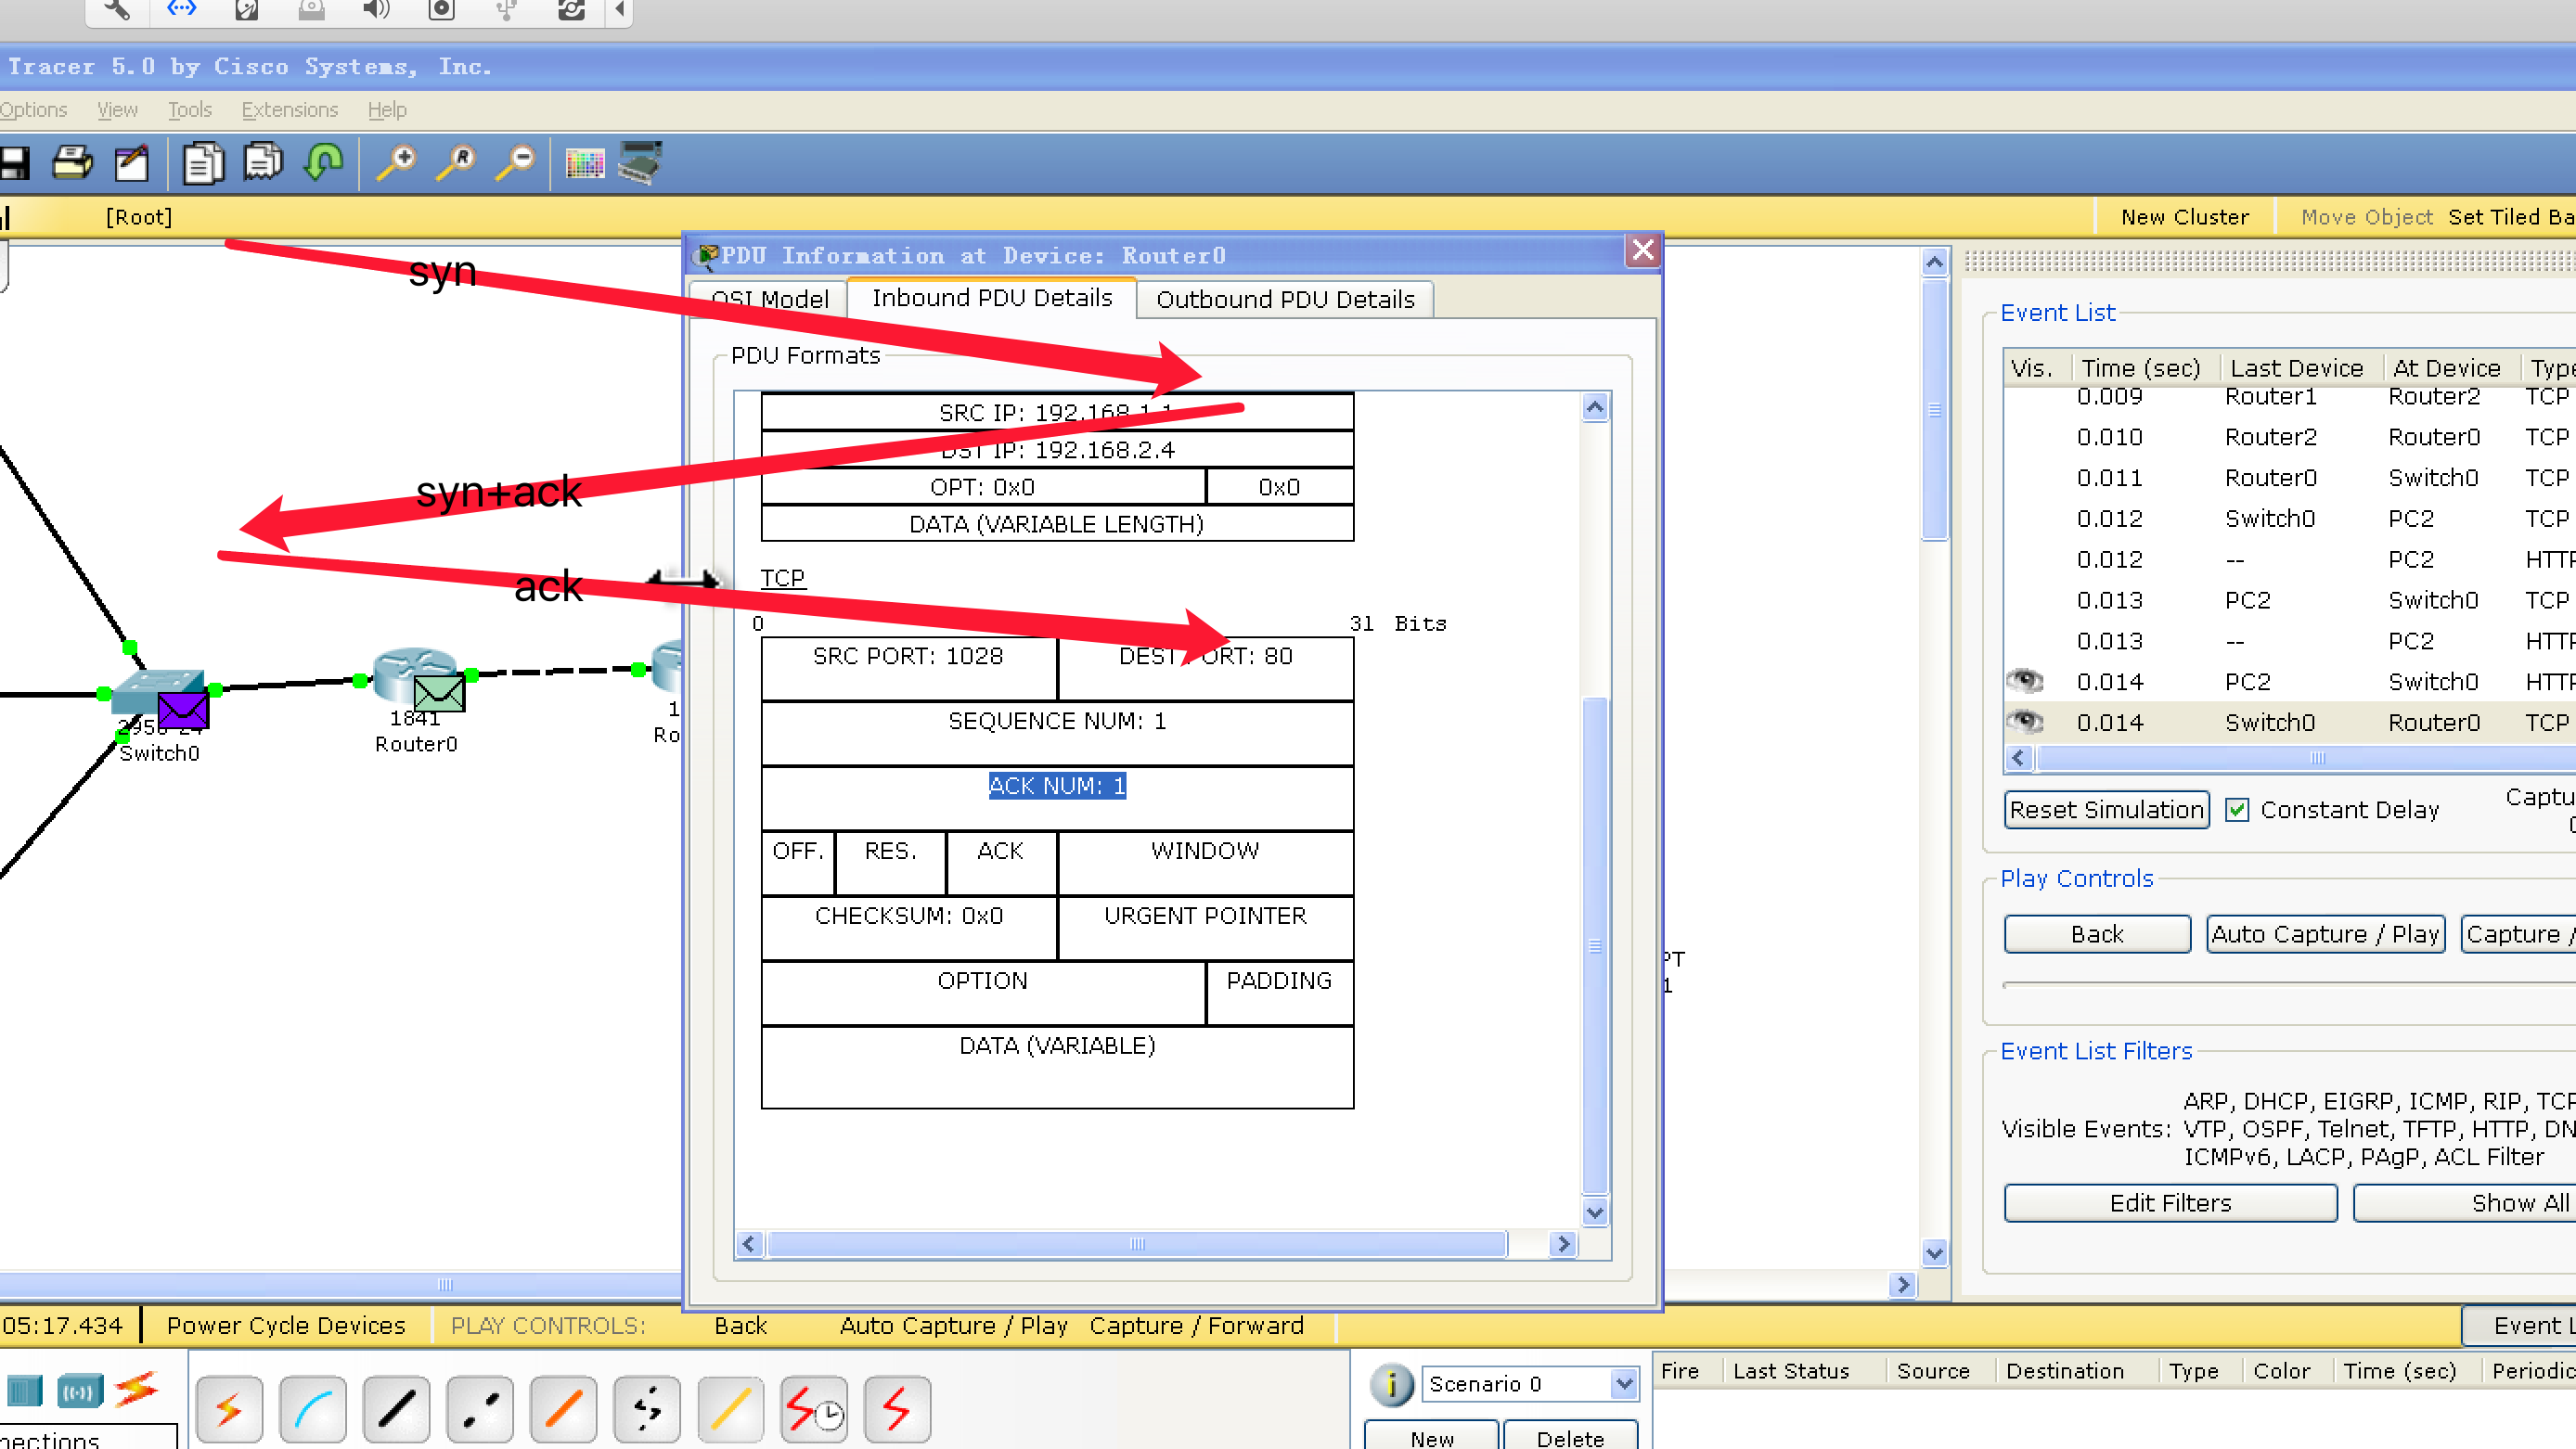 Tracer 5.0 by Cisco Systems, Inc.
Options View Tools Extensions Help
[Root]
New Cluster Move Object Set Tiled Ba
syn
syn+ack
ack
1841
Router0
Switch0
PDU Information at Device: Router0
OSI Model Inbound PDU Details Outbound PDU Details
PDU Formats
SRC IP: 192.168.1.1
DST IP: 192.168.2.4
OPT: 0x0 0x0
DATA (VARIABLE LENGTH)
TCP
0 31 Bits
SRC PORT: 1028 DEST PORT: 80
SEQUENCE NUM: 1
ACK NUM: 1
OFF. RES. ACK WINDOW
CHECKSUM: 0x0 URGENT POINTER
OPTION PADDING
DATA (VARIABLE)
PT
1
Event List
Vis. Time (sec) Last Device At Device Type
0.009 Router1 Router2 TCP
0.010 Router2 Router0 TCP
0.011 Router0 Switch0 TCP
0.012 Switch0 PC2 TCP
0.012 -- PC2 HTTP
0.013 PC2 Switch0 TCP
0.013 -- PC2 HTTP
0.014 PC2 Switch0 HTTP
0.014 Switch0 Router0 TCP
Reset Simulation Constant Delay Captu
Play Controls
Back Auto Capture / Play Capture /
Event List Filters
Visible Events: ARP, DHCP, EIGRP, ICMP, RIP, TCP
VTP, OSPF, Telnet, TFTP, HTTP, DN
ICMPv6, LACP, PAgP, ACL Filter
Edit Filters Show All
05:17.434 Power Cycle Devices PLAY CONTROLS: Back Auto Capture / Play Capture / Forward Event L
Scenario 0
New Delete
Fire Last Status Source Destination Type Color Time (sec) Periodic
nections